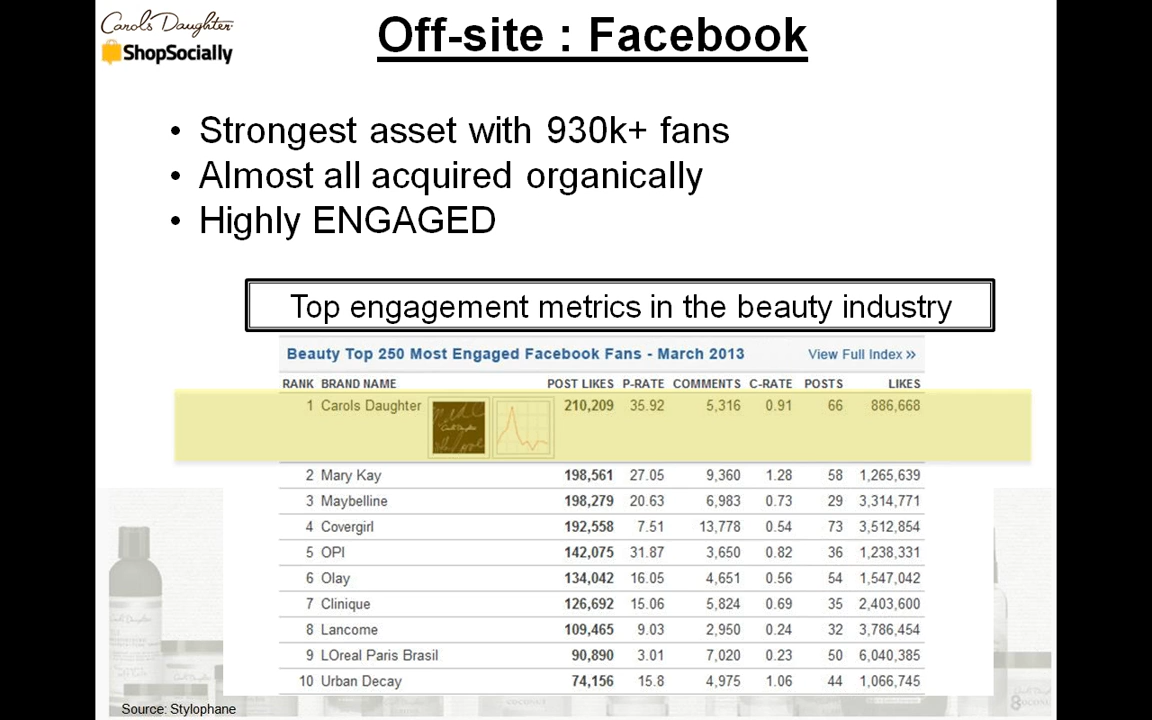 Carols Daughter
ShopSocially
Off-site : Facebook
• Strongest asset with 930k+ fans
• Almost all acquired organically
• Highly ENGAGED
Top engagement metrics in the beauty industry
Beauty Top 250 Most Engaged Facebook Fans - March 2013 View Full Index »
RANK BRAND NAME POST LIKES P-RATE COMMENTS C-RATE POSTS LIKES
1 Carols Daughter 210,209 35.92 5,316 0.91 66 886,668
2 Mary Kay 198,561 27.05 9,360 1.28 58 1,265,639
3 Maybelline 198,279 20.63 6,983 0.73 29 3,314,771
4 Covergirl 192,558 7.51 13,778 0.54 73 3,512,854
5 OPI 142,075 31.87 3,650 0.82 36 1,238,331
6 Olay 134,042 16.05 4,651 0.56 54 1,547,042
7 Clinique 126,692 15.06 5,824 0.69 35 2,403,600
8 Lancome 109,465 9.03 2,950 0.24 32 3,786,454
9 LOreal Paris Brasil 90,890 3.01 7,020 0.23 50 6,040,385
10 Urban Decay 74,156 15.8 4,975 1.06 44 1,066,745
Source: Stylophane
8